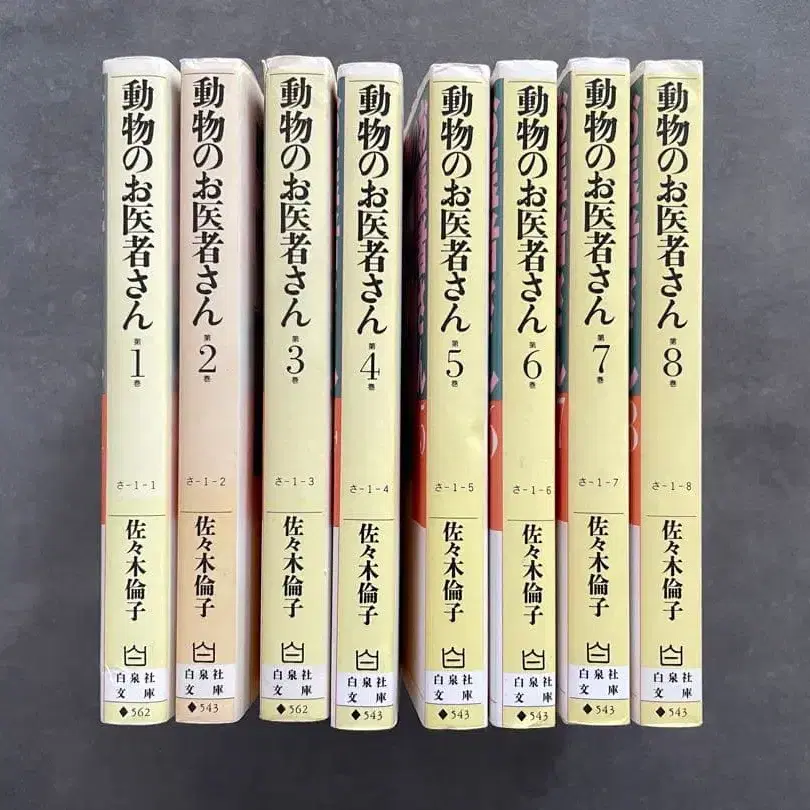 動物のお医者さん
第1巻
さ-1-1
佐々木倫子
白泉社
文庫
◆562
動物のお医者さん
第2巻
さ-1-2
佐々木倫子
白泉社
文庫
◆543
動物のお医者さん
第3巻
さ-1-3
佐々木倫子
白泉社
文庫
◆562
動物のお医者さん
第4巻
さ-1-4
佐々木倫子
白泉社
文庫
◆543
動物のお医者さん
第5巻
さ-1-5
佐々木倫子
白泉社
文庫
◆543
動物のお医者さん
第6巻
さ-1-6
佐々木倫子
白泉社
文庫
◆543
動物のお医者さん
第7巻
さ-1-7
佐々木倫子
白泉社
文庫
◆543
動物のお医者さん
第8巻
さ-1-8
佐々木倫子
白泉社
文庫
◆543